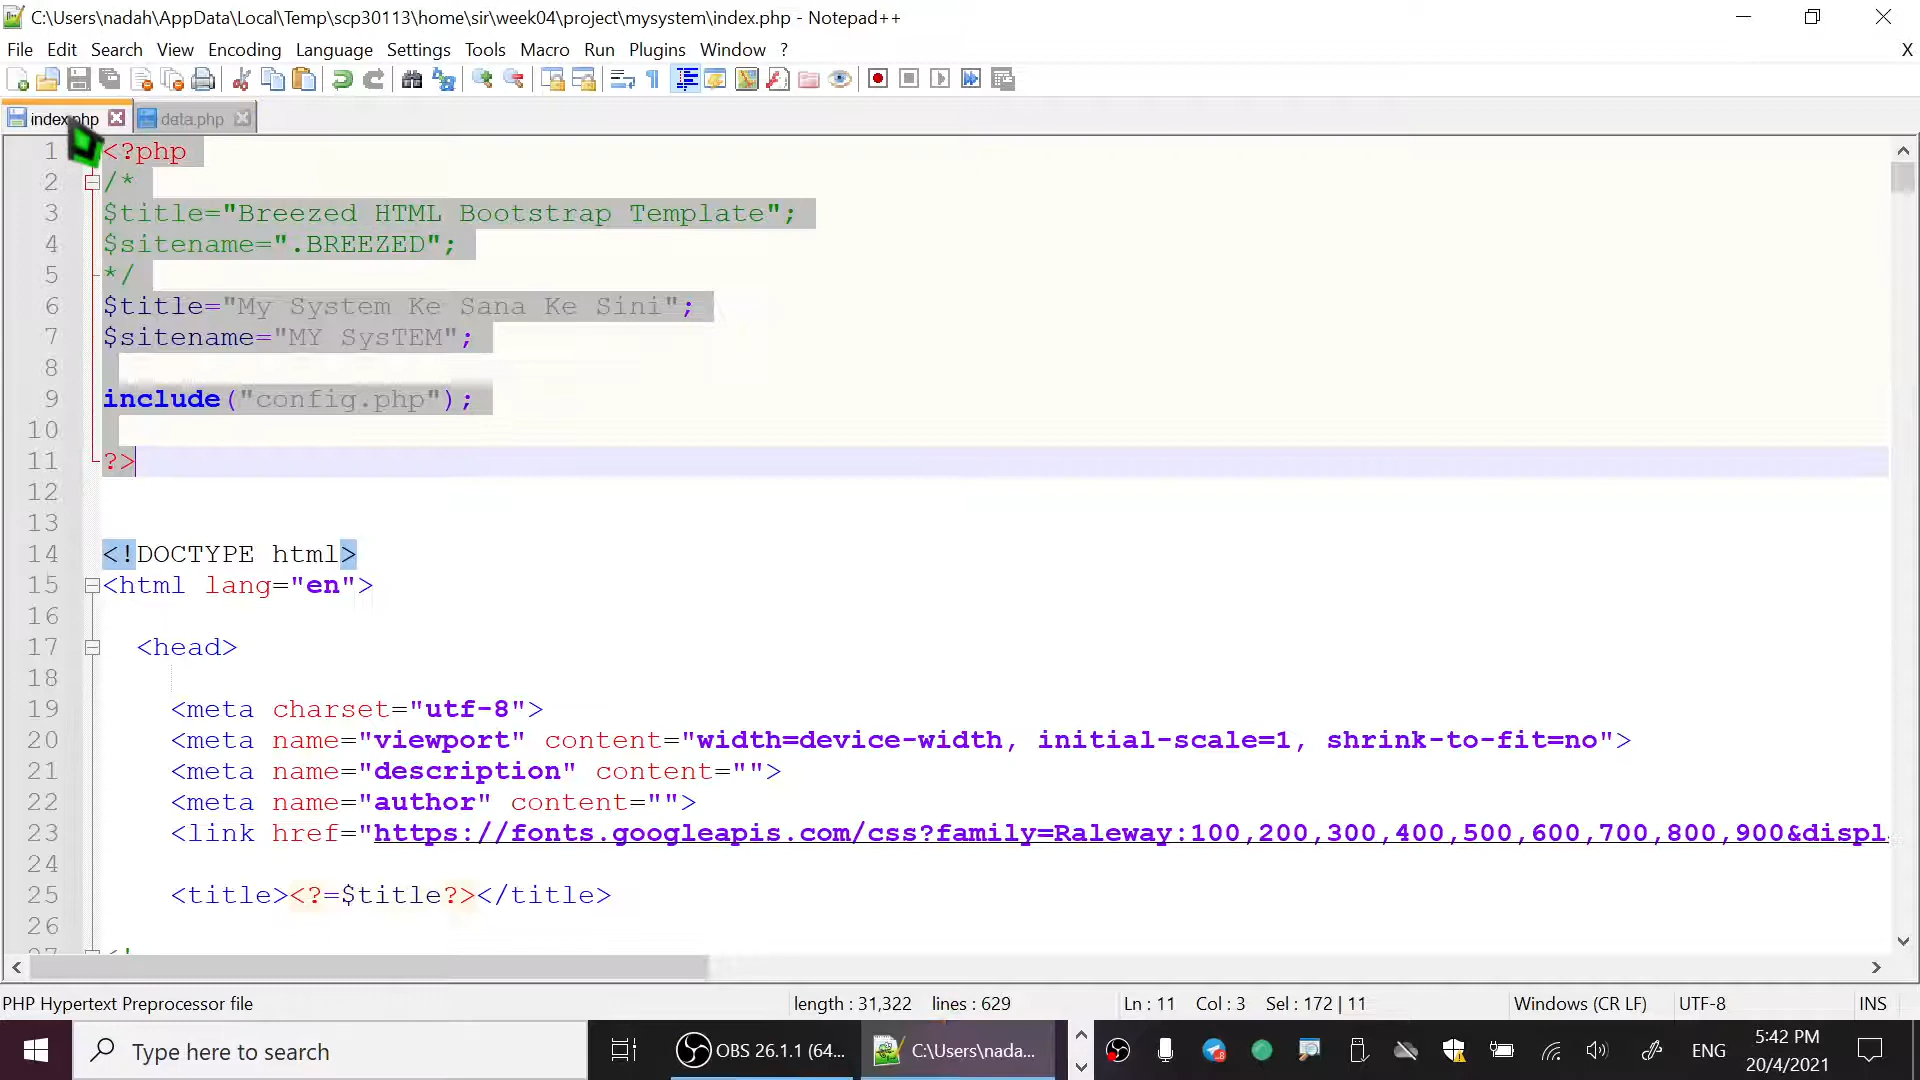 C:\Users\nadah\AppData\Local\Temp\scp30113\home\sir\week04\project\mysystem\index.php - Notepad++
File Edit Search View Encoding Language Settings Tools Macro Run Plugins Window ? X
index.php data.php
1 <?php
2 /*
3 $title="Breezed HTML Bootstrap Template";
4 $sitename=".BREEZED";
5 */
6 $title="My System Ke Sana Ke Sini";
7 $sitename="MY SysTEM";
8
9 include("config.php");
10
11 ?>
12
13
14 <!DOCTYPE html>
15 <html lang="en">
16
17 <head>
18
19 <meta charset="utf-8">
20 <meta name="viewport" content="width=device-width, initial-scale=1, shrink-to-fit=no">
21 <meta name="description" content="">
22 <meta name="author" content="">
23 <link href="https://fonts.googleapis.com/css?family=Raleway:100,200,300,400,500,600,700,800,900&displ
24
25 <title><?=$title?></title>
26
PHP Hypertext Preprocessor file length : 31,322 lines : 629 Ln : 11 Col : 3 Sel : 172 | 11 Windows (CR LF) UTF-8 INS
Type here to search OBS 26.1.1 (64... C:\Users\nada... ENG 5:42 PM
20/4/2021